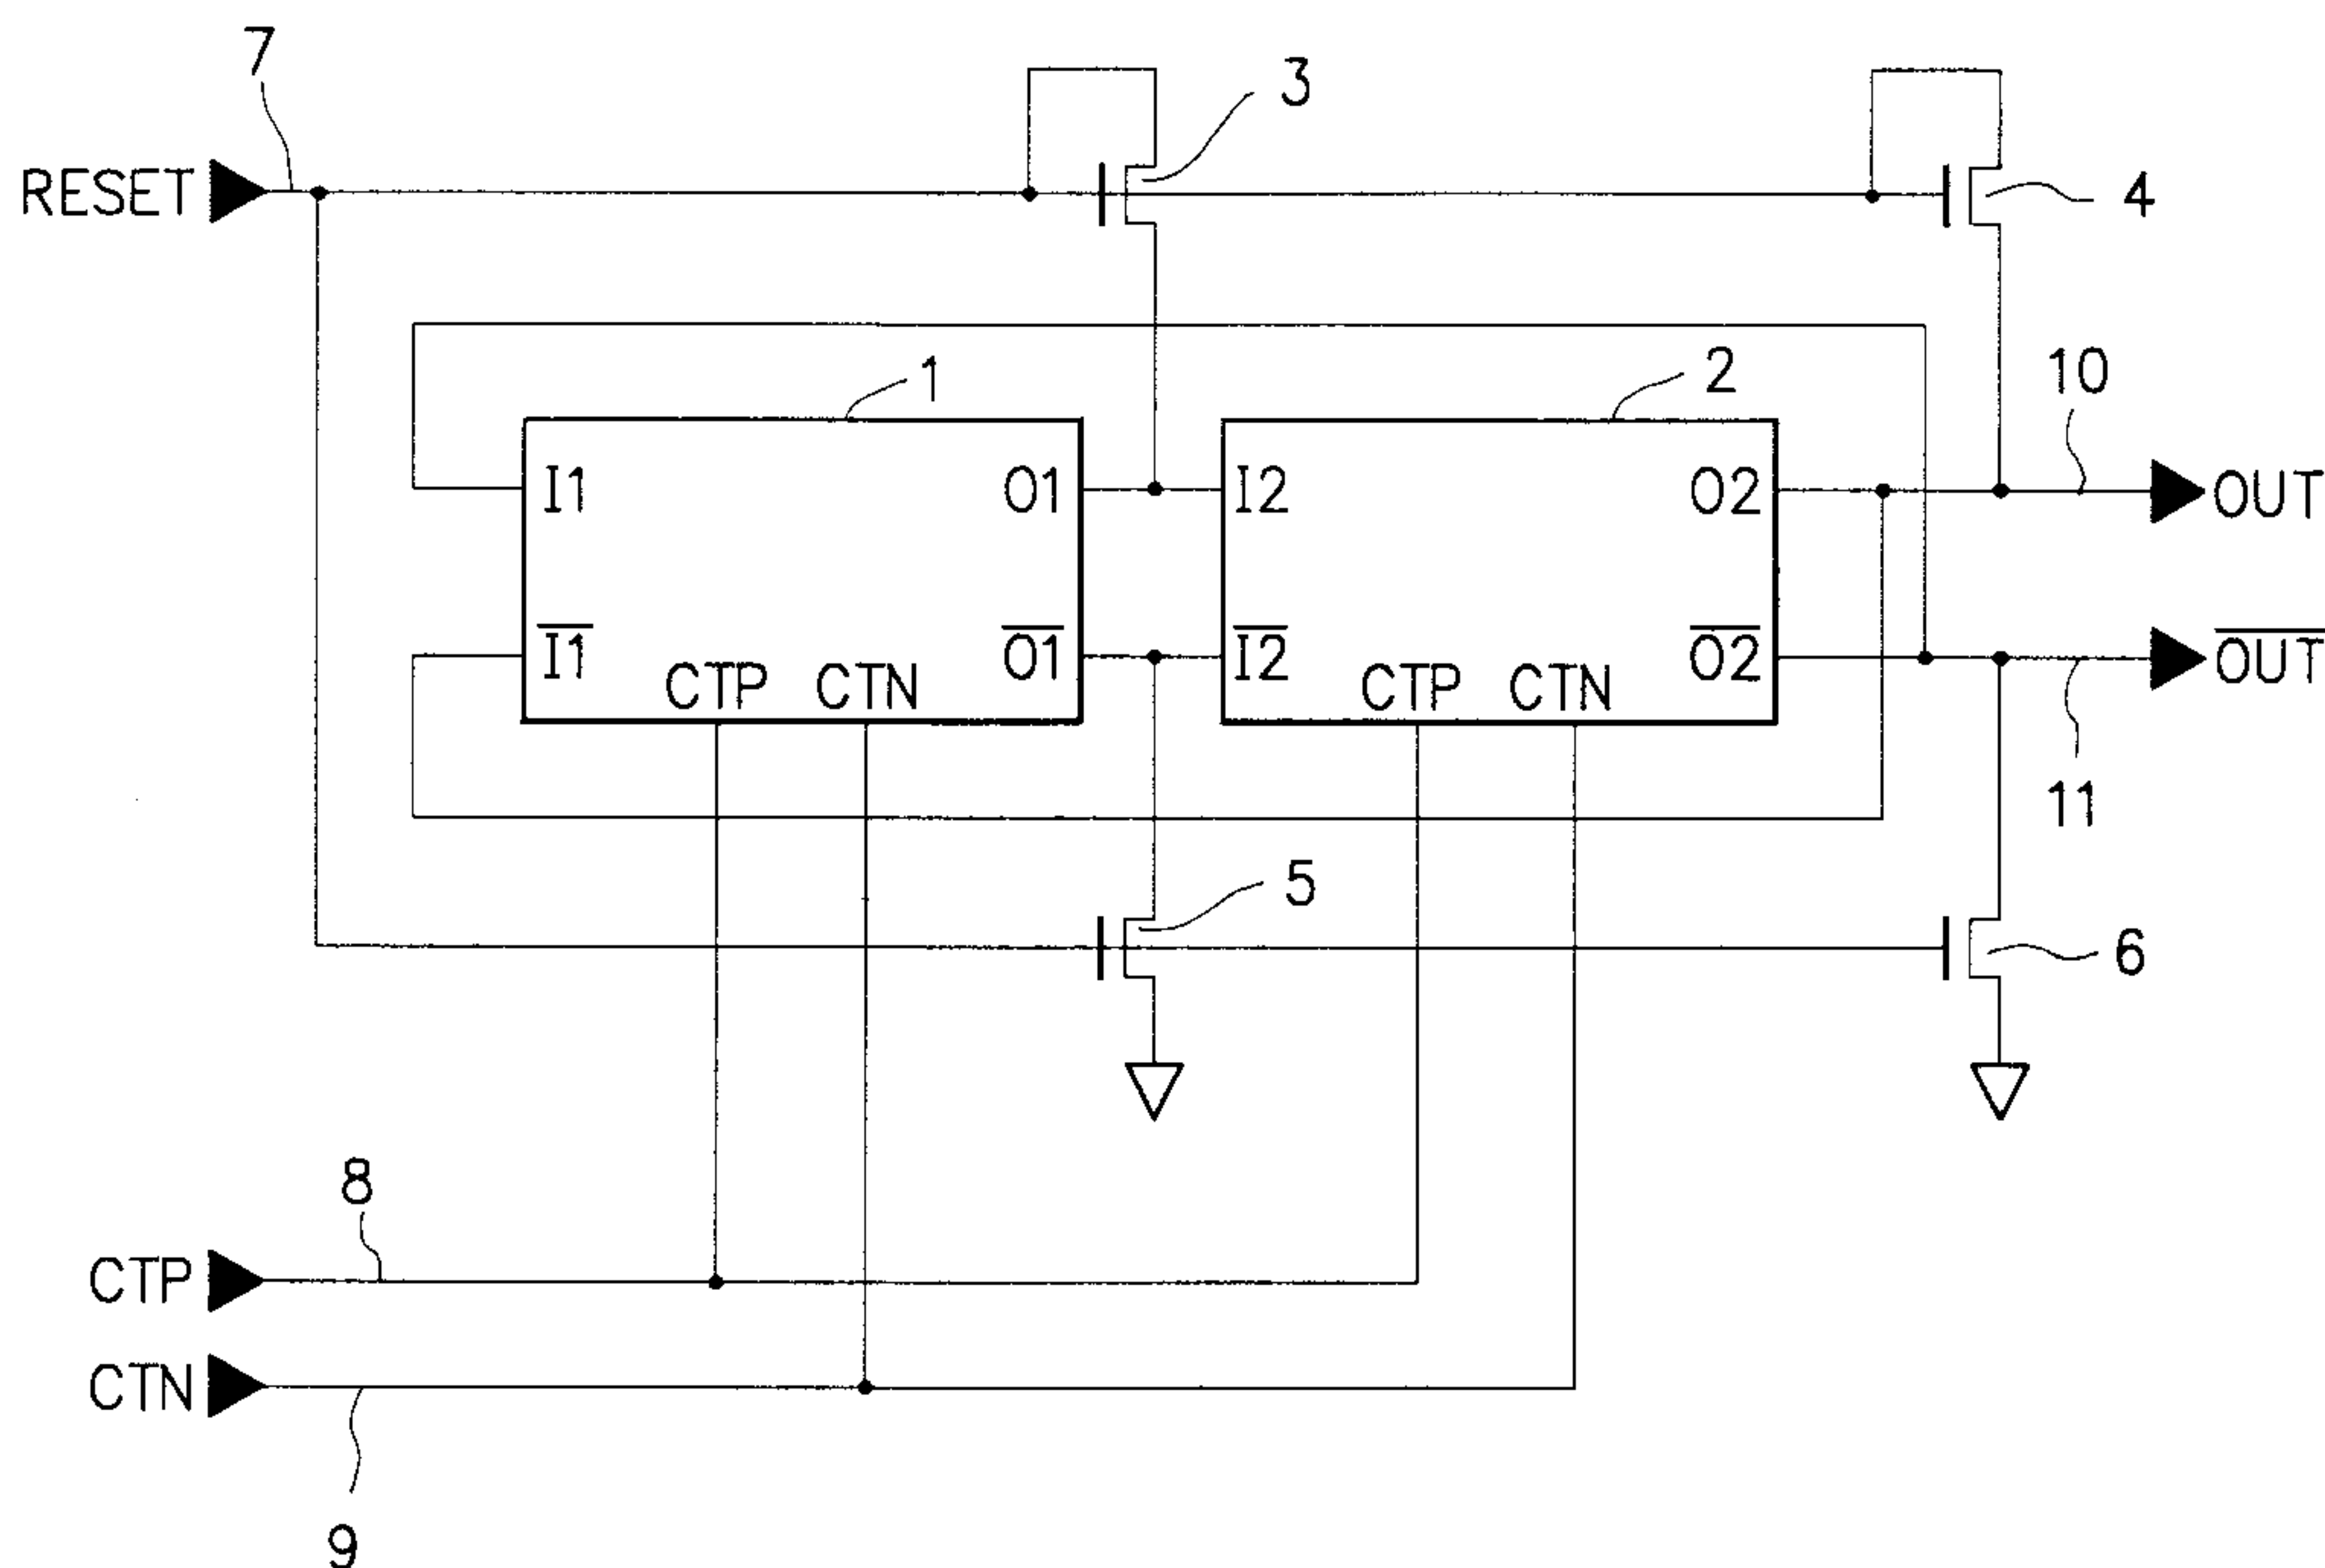 7
3
RESET
4
1
2
10
I1
O1
I2
O2
OUT
I1̅
O1̅
I2̅
O2̅
OUT̅
CTP
CTN
CTP
CTN
11
5
6
8
CTP
CTN
9